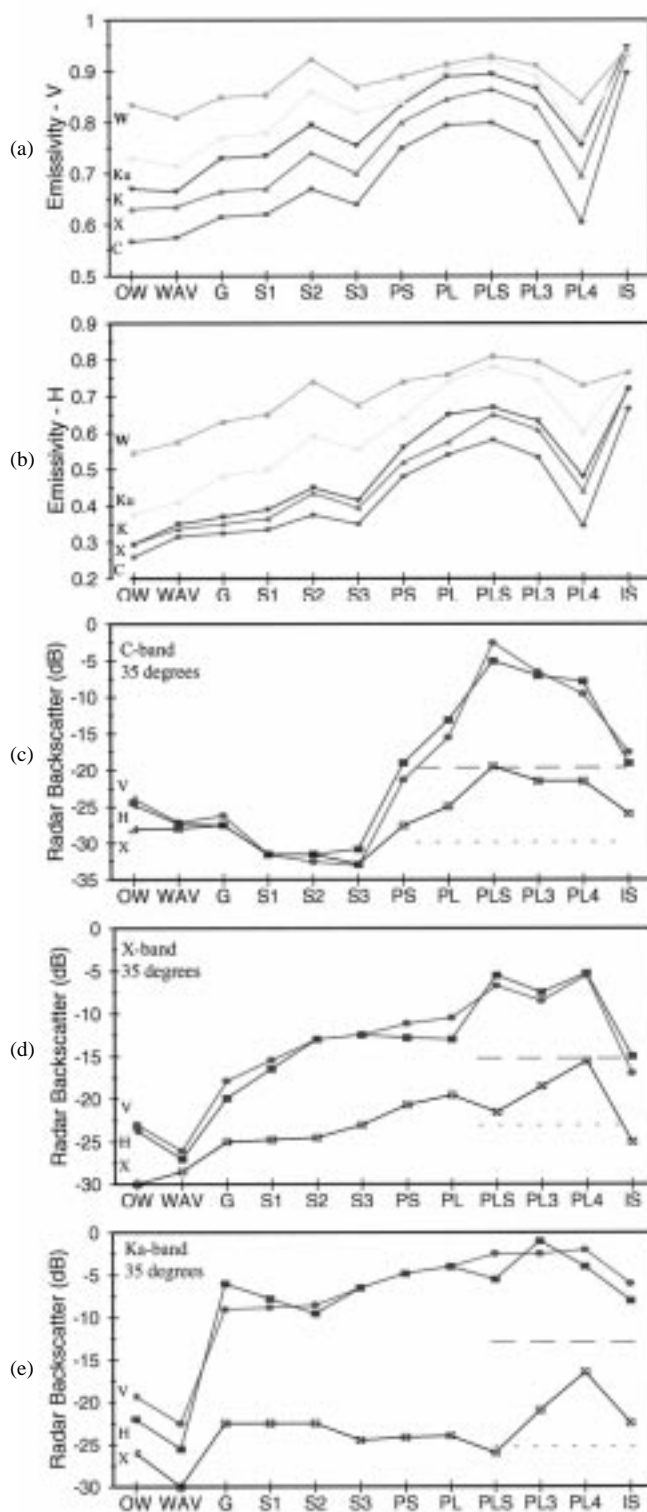 (a)
Emissivity - V
1
0.9
0.8
0.7
0.6
0.5
W
Ka
K
X
C
OW WAV G S1 S2 S3 PS PL PLS PL3 PL4 IS
(b)
Emissivity - H
0.9
0.8
0.7
0.6
0.5
0.4
0.3
0.2
W
Ka
K
X
C
OW WAV G S1 S2 S3 PS PL PLS PL3 PL4 IS
(c)
Radar Backscatter (dB)
0
-5
-10
-15
-20
-25
-30
-35
C-band
35 degrees
V
H
X
OW WAV G S1 S2 S3 PS PL PLS PL3 PL4 IS
(d)
Radar Backscatter (dB)
0
-5
-10
-15
-20
-25
-30
X-band
35 degrees
V
H
X
OW WAV G S1 S2 S3 PS PL PLS PL3 PL4 IS
(e)
Radar Backscatter (dB)
0
-5
-10
-15
-20
-25
-30
Ka-band
35 degrees
V
H
X
OW WAV G S1 S2 S3 PS PL PLS PL3 PL4 IS